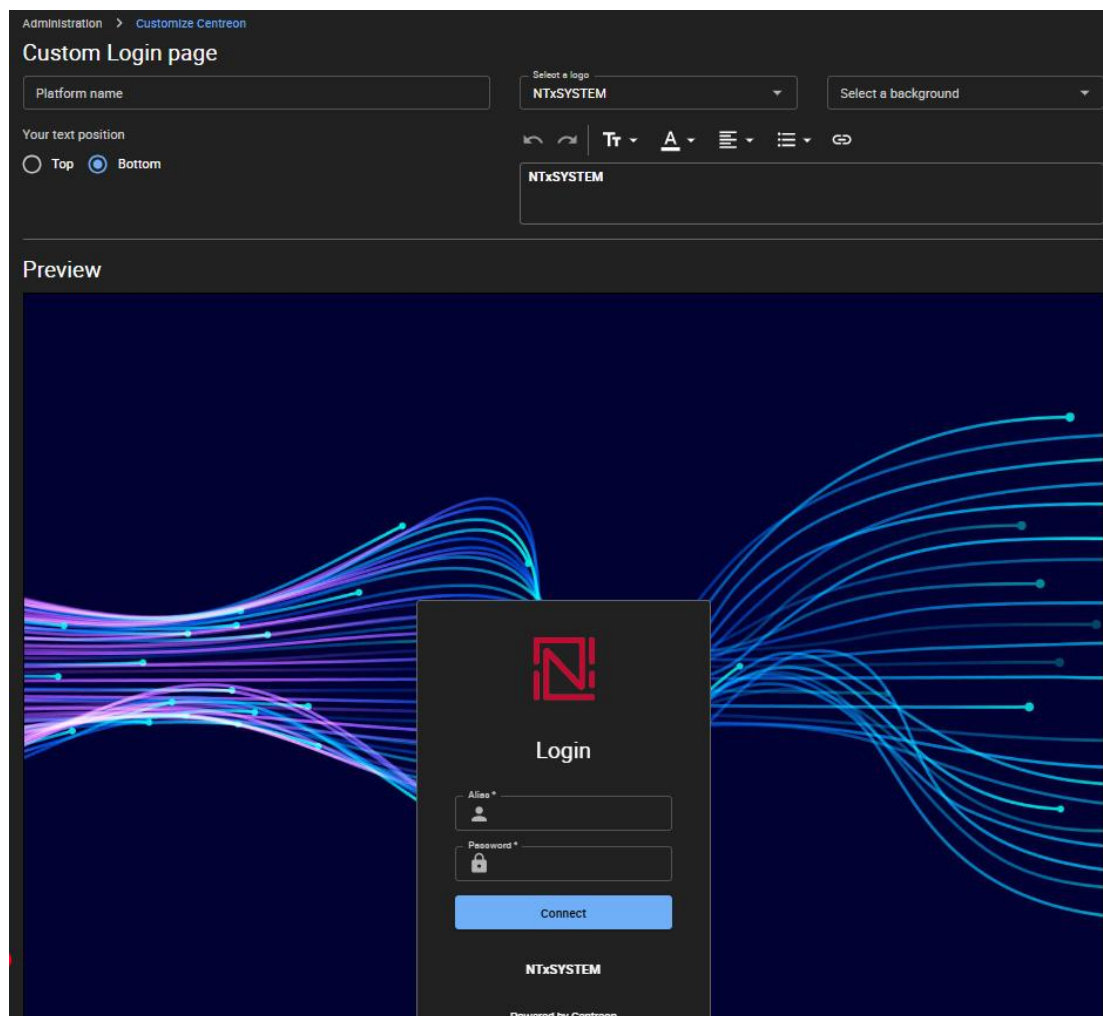 Administration > Customize Centreon
Custom Login page
Platform name
Select a logo
NTxSYSTEM
Select a background
Your text position
Top
Bottom
NTxSYSTEM
Preview
Login
Alias *
Password *
Connect
NTxSYSTEM
Powered by Centreon